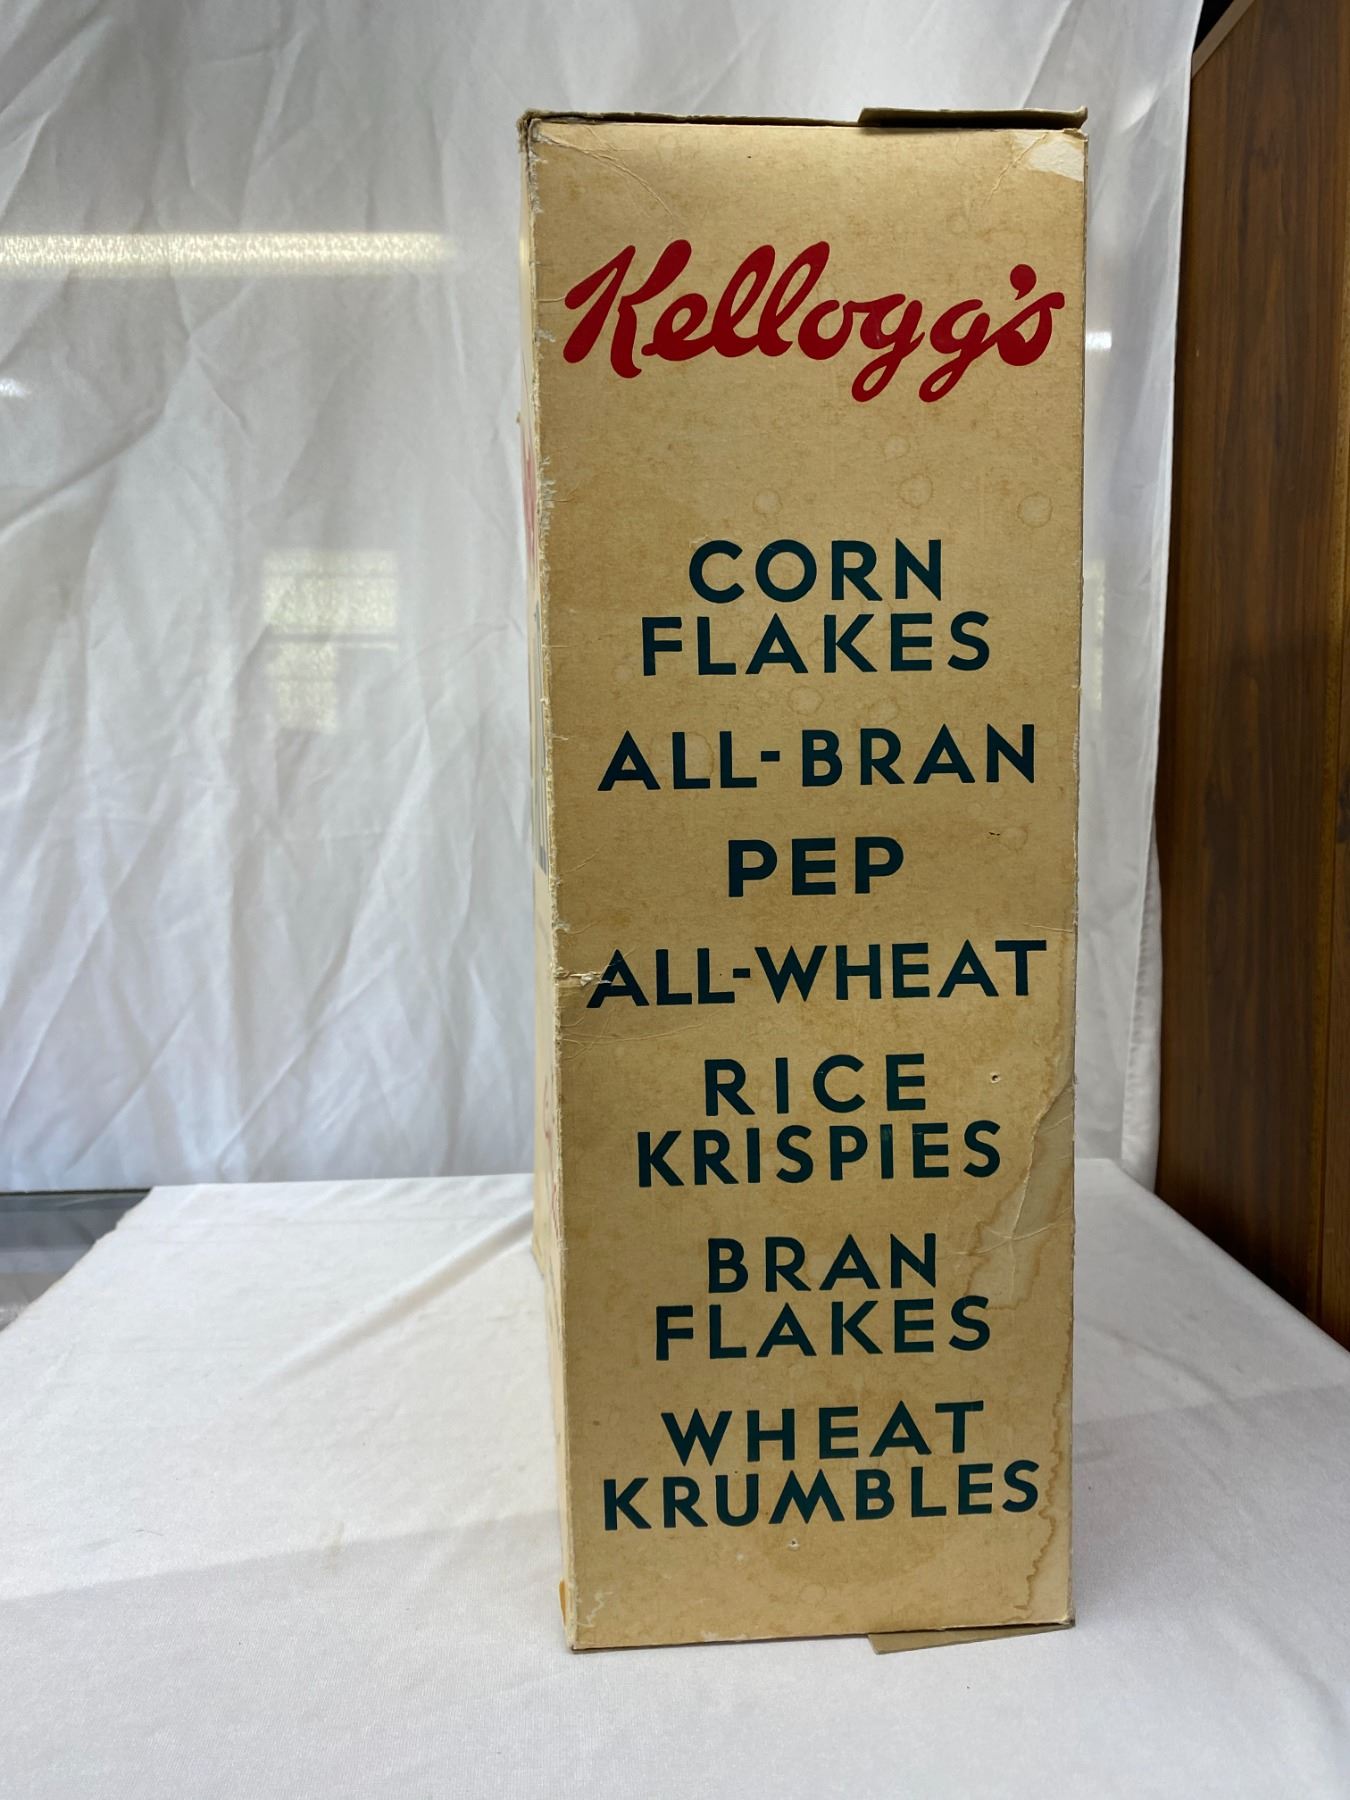 Kellogg's
CORN
FLAKES
ALL-BRAN
PEP
ALL-WHEAT
RICE
KRISPIES
BRAN
FLAKES
WHEAT
KRUMBLES